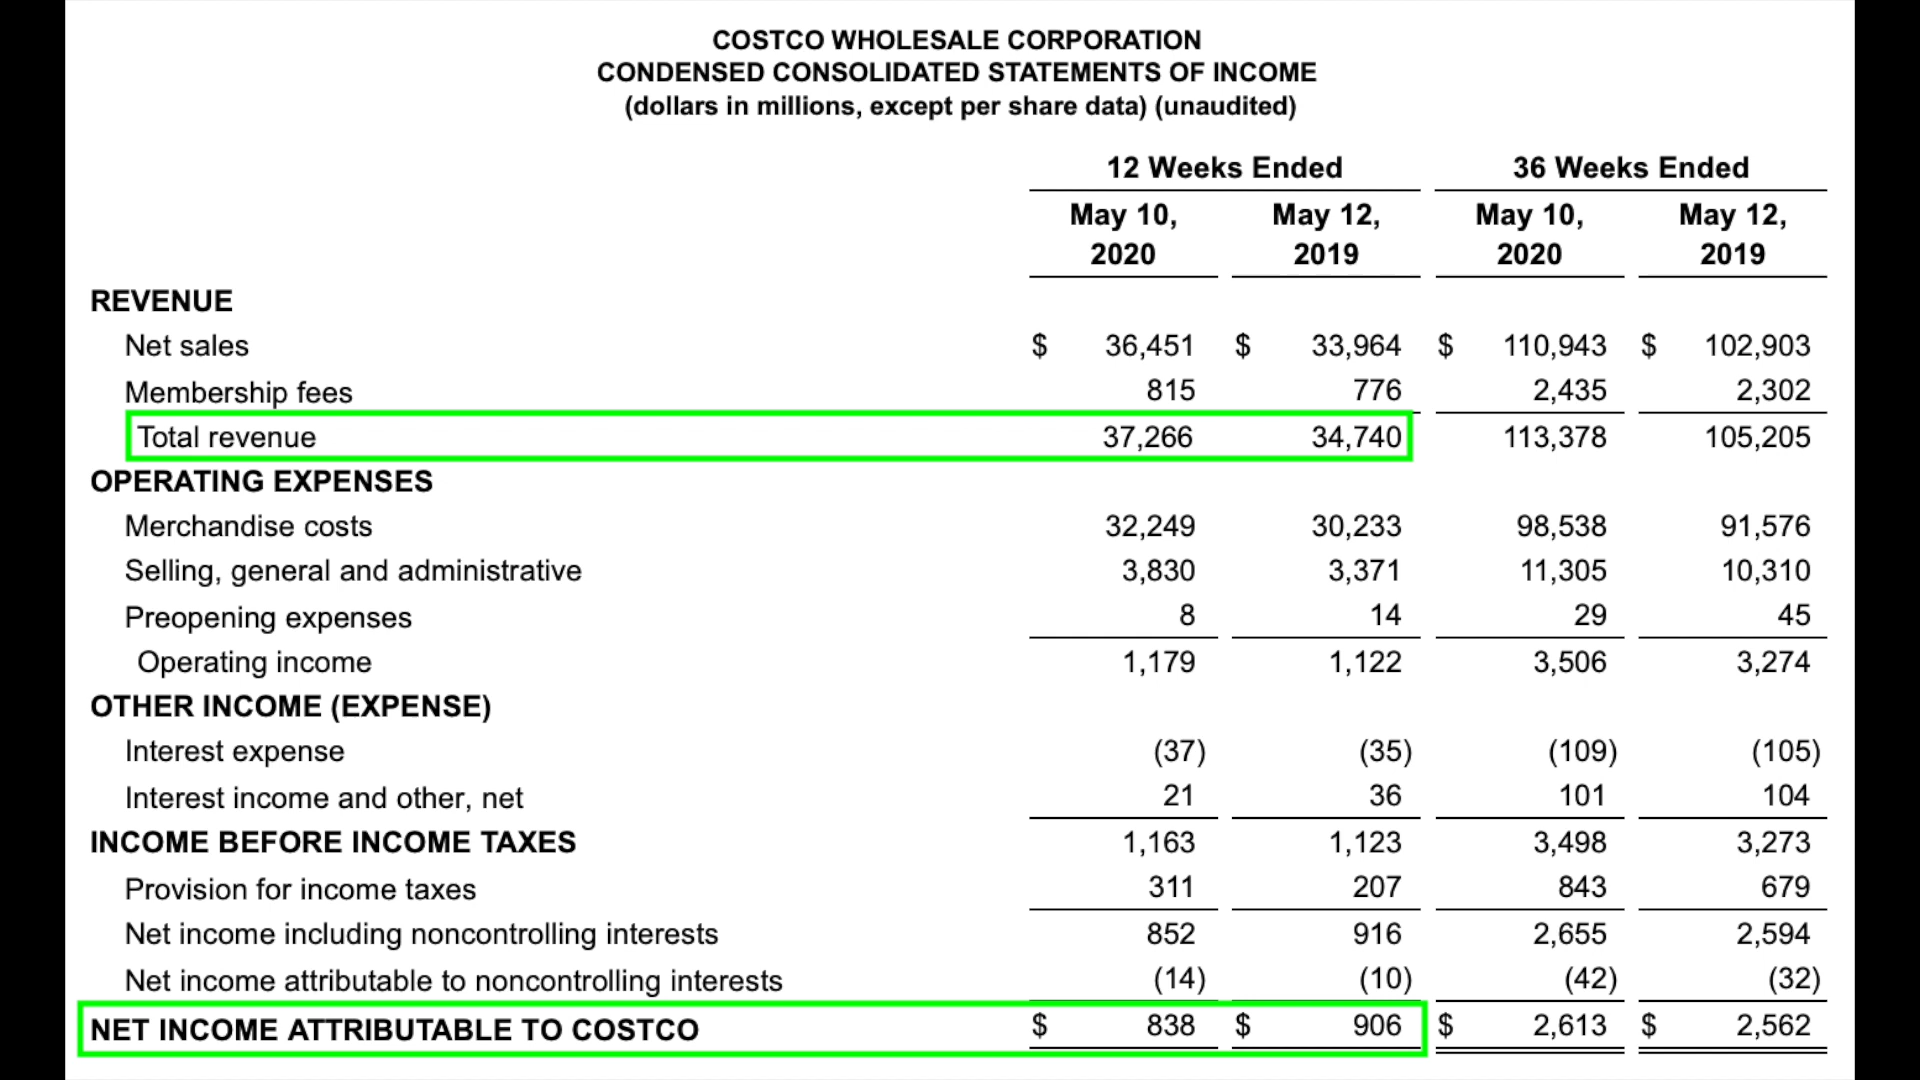 COSTCO WHOLESALE CORPORATION
CONDENSED CONSOLIDATED STATEMENTS OF INCOME
(dollars in millions, except per share data) (unaudited)
12 Weeks Ended 36 Weeks Ended
May 10, 2020 May 12, 2019 May 10, 2020 May 12, 2019
REVENUE
Net sales $ 36,451 $ 33,964 $ 110,943 $ 102,903
Membership fees 815 776 2,435 2,302
Total revenue 37,266 34,740 113,378 105,205
OPERATING EXPENSES
Merchandise costs 32,249 30,233 98,538 91,576
Selling, general and administrative 3,830 3,371 11,305 10,310
Preopening expenses 8 14 29 45
Operating income 1,179 1,122 3,506 3,274
OTHER INCOME (EXPENSE)
Interest expense (37) (35) (109) (105)
Interest income and other, net 21 36 101 104
INCOME BEFORE INCOME TAXES 1,163 1,123 3,498 3,273
Provision for income taxes 311 207 843 679
Net income including noncontrolling interests 852 916 2,655 2,594
Net income attributable to noncontrolling interests (14) (10) (42) (32)
NET INCOME ATTRIBUTABLE TO COSTCO $ 838 $ 906 $ 2,613 $ 2,562